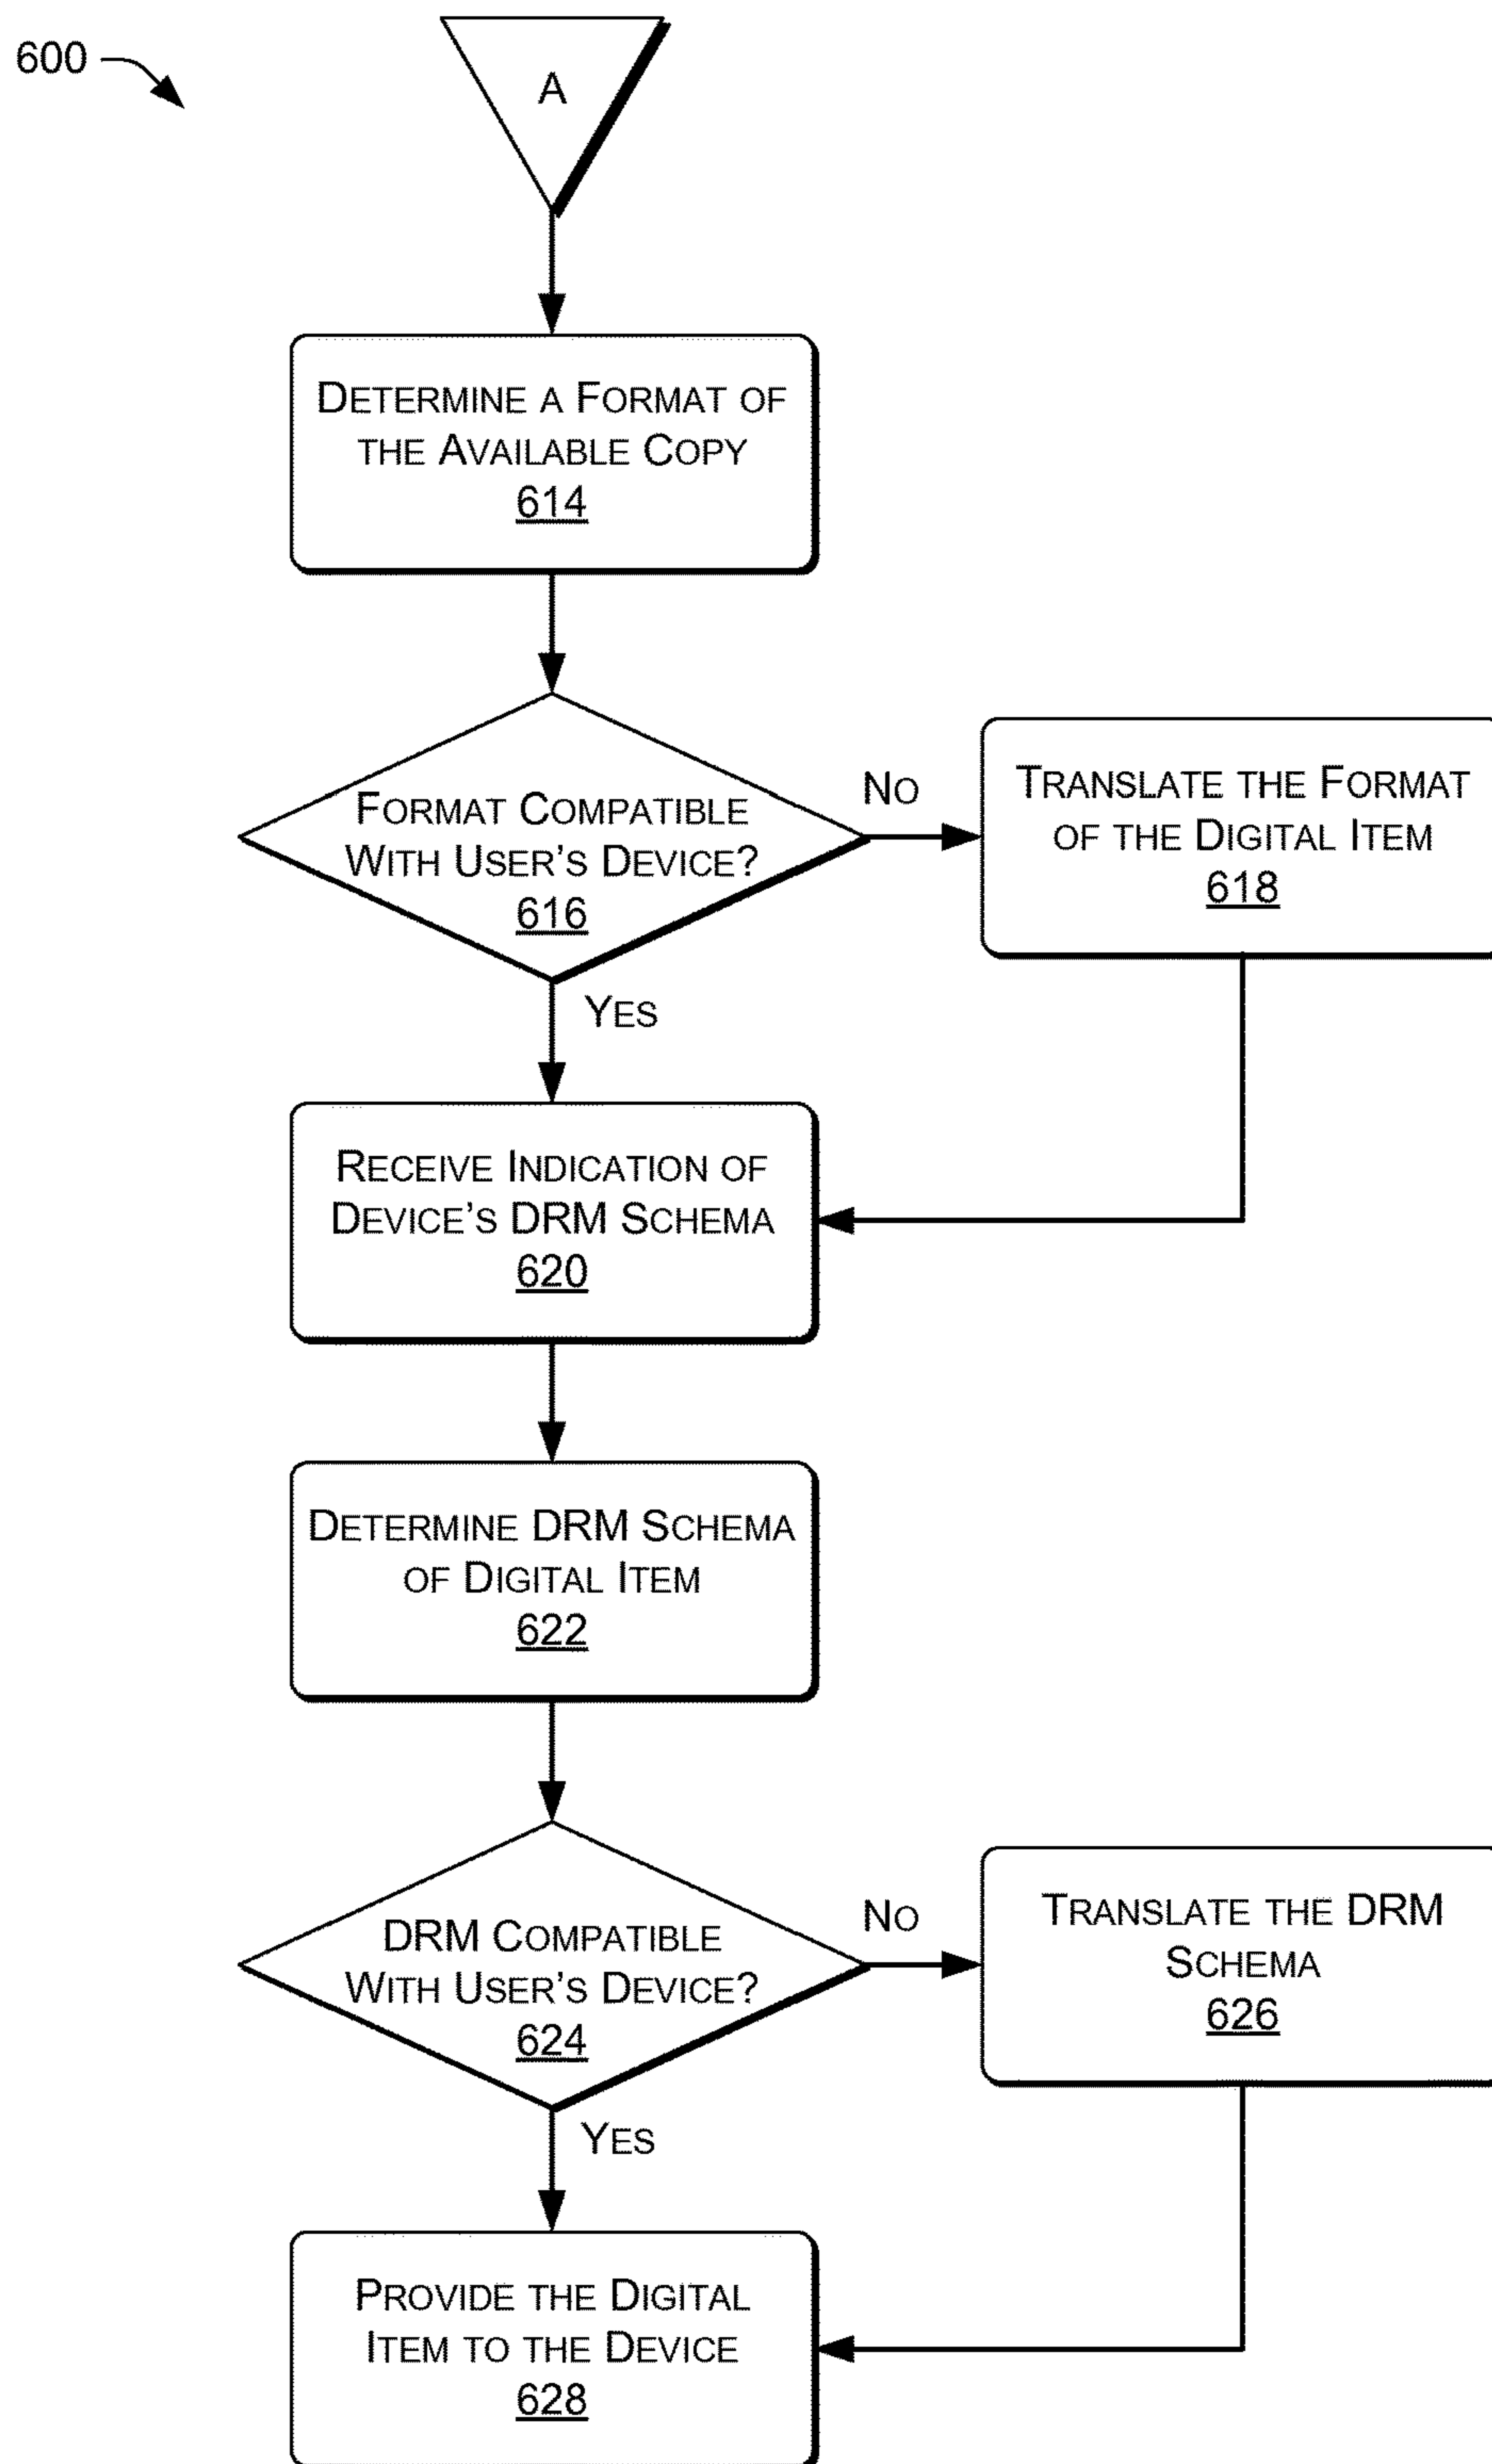 600
A
DETERMINE A FORMAT OF
THE AVAILABLE COPY
614
FORMAT COMPATIBLE
WITH USER'S DEVICE?
616
NO
TRANSLATE THE FORMAT
OF THE DIGITAL ITEM
618
YES
RECEIVE INDICATION OF
DEVICE'S DRM SCHEMA
620
DETERMINE DRM SCHEMA
OF DIGITAL ITEM
622
DRM COMPATIBLE
WITH USER'S DEVICE?
624
NO
TRANSLATE THE DRM
SCHEMA
626
YES
PROVIDE THE DIGITAL
ITEM TO THE DEVICE
628